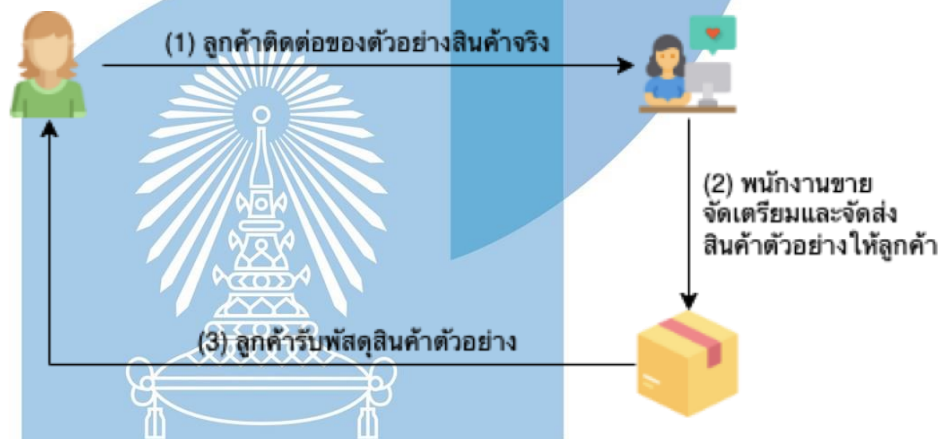 (1) ลูกค้าติดต่อของตัวอย่างสินค้าจริง
(2) พนักงานขาย
จัดเตรียมและจัดส่ง
สินค้าตัวอย่างให้ลูกค้า
(3) ลูกค้ารับพัสดุสินค้าตัวอย่าง